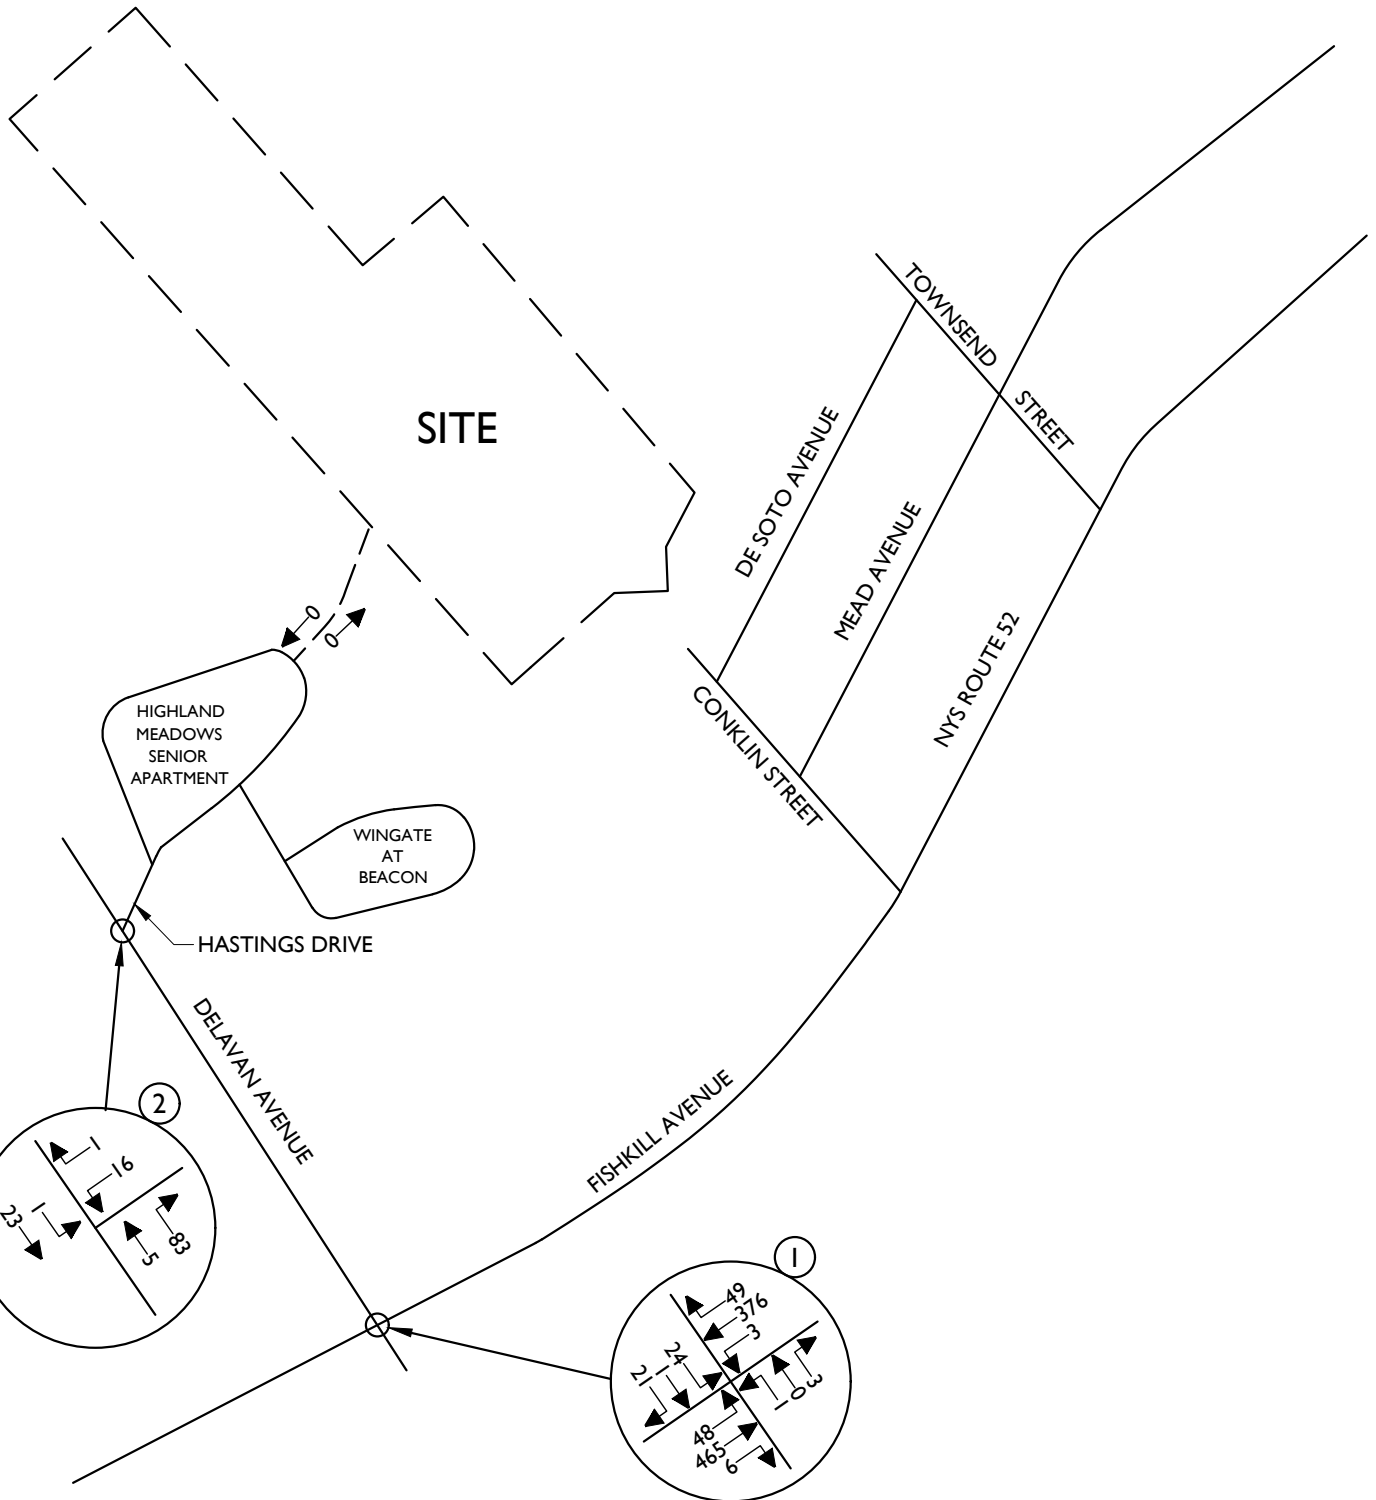 TOWNSEND
STREET
SITE
DE SOTO AVENUE
MEAD AVENUE
0
0
NYS ROUTE 52
CONKLIN STREET
HIGHLAND
MEADOWS
SENIOR
APARTMENT
WINGATE
AT
BEACON
HASTINGS DRIVE
DELAVAN AVENUE
FISHKILL AVENUE
2
1
16
23
1
5
83
1
49
376
3
24
1
21
3
0
1
48
465
6